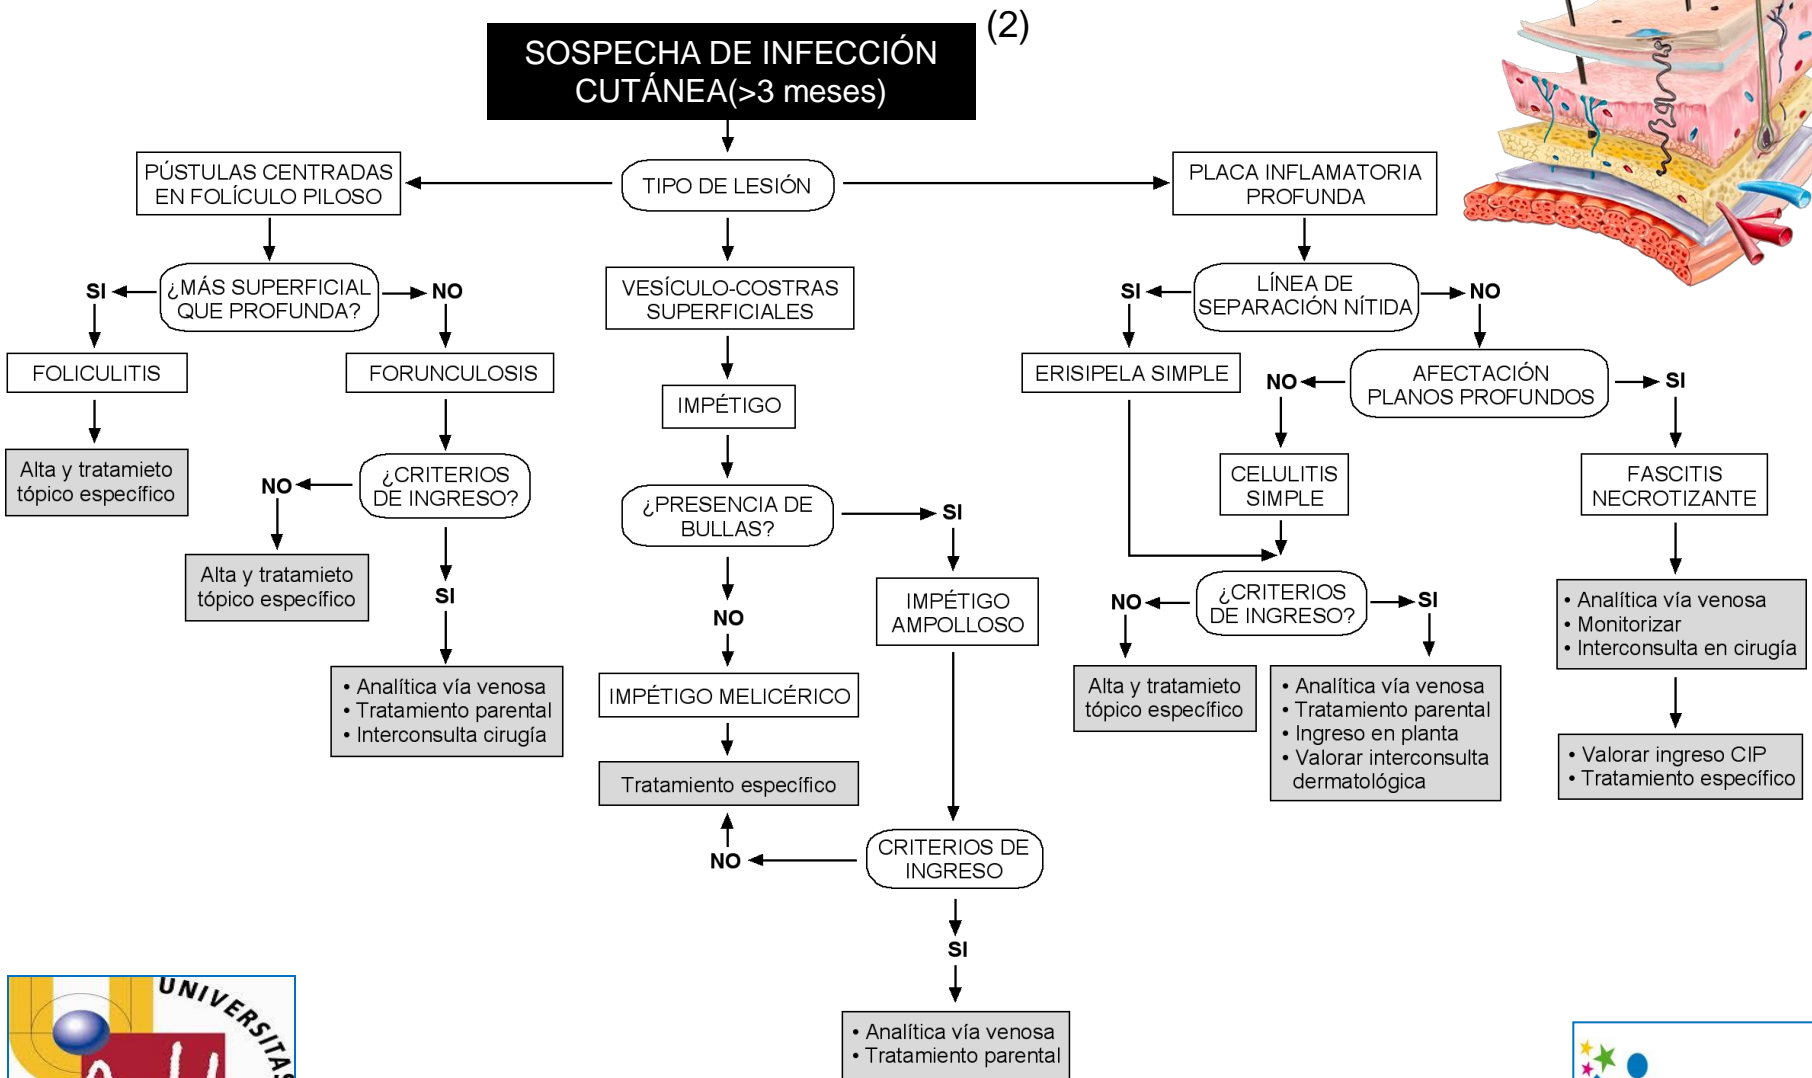 (2)
SOSPECHA DE INFECCIÓN
CUTÁNEA(>3 meses)
PÚSTULAS CENTRADAS
EN FOLÍCULO PILOSO
TIPO DE LESIÓN
PLACA INFLAMATORIA
PROFUNDA
SI
¿MÁS SUPERFICIAL
QUE PROFUNDA?
NO
VESÍCULO-COSTRAS
SUPERFICIALES
SI
LÍNEA DE
SEPARACIÓN NÍTIDA
NO
FOLICULITIS
FORUNCULOSIS
IMPÉTIGO
ERISIPELA SIMPLE
NO
AFECTACIÓN
PLANOS PROFUNDOS
SI
Alta y tratamieto
tópico específico
NO
¿CRITERIOS
DE INGRESO?
¿PRESENCIA DE
BULLAS?
SI
CELULITIS
SIMPLE
FASCITIS
NECROTIZANTE
Alta y tratamieto
tópico específico
SI
NO
IMPÉTIGO
AMPOLLOSO
NO
¿CRITERIOS
DE INGRESO?
SI
• Analítica vía venosa
• Monitorizar
• Interconsulta en cirugía
• Analítica vía venosa
• Tratamiento parental
• Interconsulta cirugía
IMPÉTIGO MELICÉRICO
Alta y tratamieto
tópico específico
• Analítica vía venosa
• Tratamiento parental
• Ingreso en planta
• Valorar interconsulta
dermatológica
• Valorar ingreso CIP
• Tratamiento específico
Tratamiento específico
NO
CRITERIOS DE
INGRESO
SI
• Analítica vía venosa
• Tratamiento parental
UNIVERSITAS